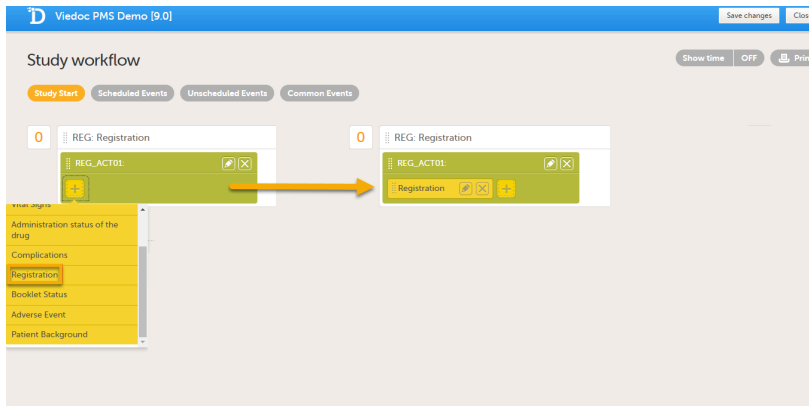 Viedoc PMS Demo [9.0]
Save changes
Clos
Study workflow
Show time
OFF
Prin
Study Start
Scheduled Events
Unscheduled Events
Common Events
0
REG: Registration
0
REG: Registration
REG_ACT01:
REG_ACT01:
Registration
Vital Signs
Administration status of the
drug
Complications
Registration
Booklet Status
Adverse Event
Patient Background